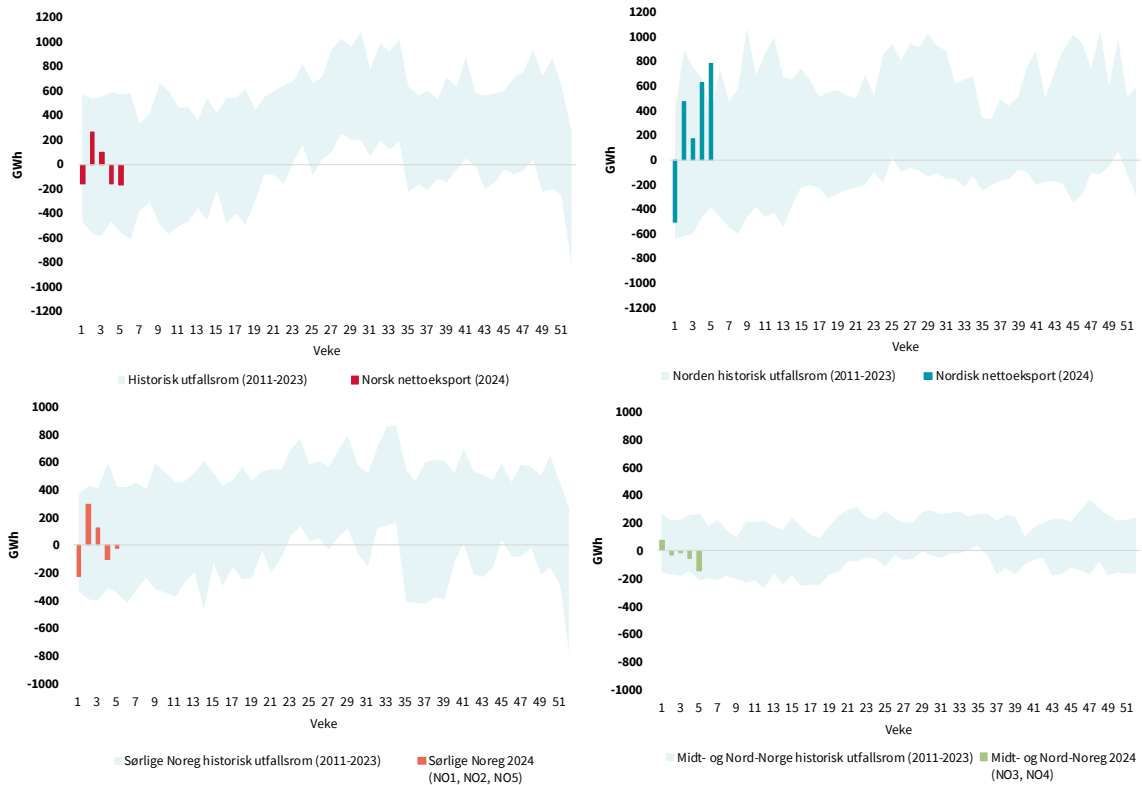 1200
1000
800
600
400
200
0
-200
-400
-600
-800
-1000
-1200
GWh
1 3 5 7 9 11 13 15 17 19 21 23 25 27 29 31 33 35 37 39 41 43 45 47 49 51
Veke
Historisk utfallsrom (2011-2023) Norsk nettoeksport (2024)
1200
1000
800
600
400
200
0
-200
-400
-600
-800
-1000
-1200
GWh
1 3 5 7 9 11 13 15 17 19 21 23 25 27 29 31 33 35 37 39 41 43 45 47 49 51
Veke
Norden historisk utfallsrom (2011-2023) Nordisk nettoeksport (2024)
1000
800
600
400
200
0
-200
-400
-600
-800
-1000
GWh
1 3 5 7 9 11 13 15 17 19 21 23 25 27 29 31 33 35 37 39 41 43 45 47 49 51
Veke
Sørlige Noreg historisk utfallsrom (2011-2023) Sørlige Noreg 2024
(NO1, NO2, NO5)
1000
800
600
400
200
0
-200
-400
-600
-800
-1000
GWh
1 3 5 7 9 11 13 15 17 19 21 23 25 27 29 31 33 35 37 39 41 43 45 47 49 51
Veke
Midt- og Nord-Norge historisk utfallsrom (2011-2023) Midt- og Nord-Noreg 2024
(NO3, NO4)